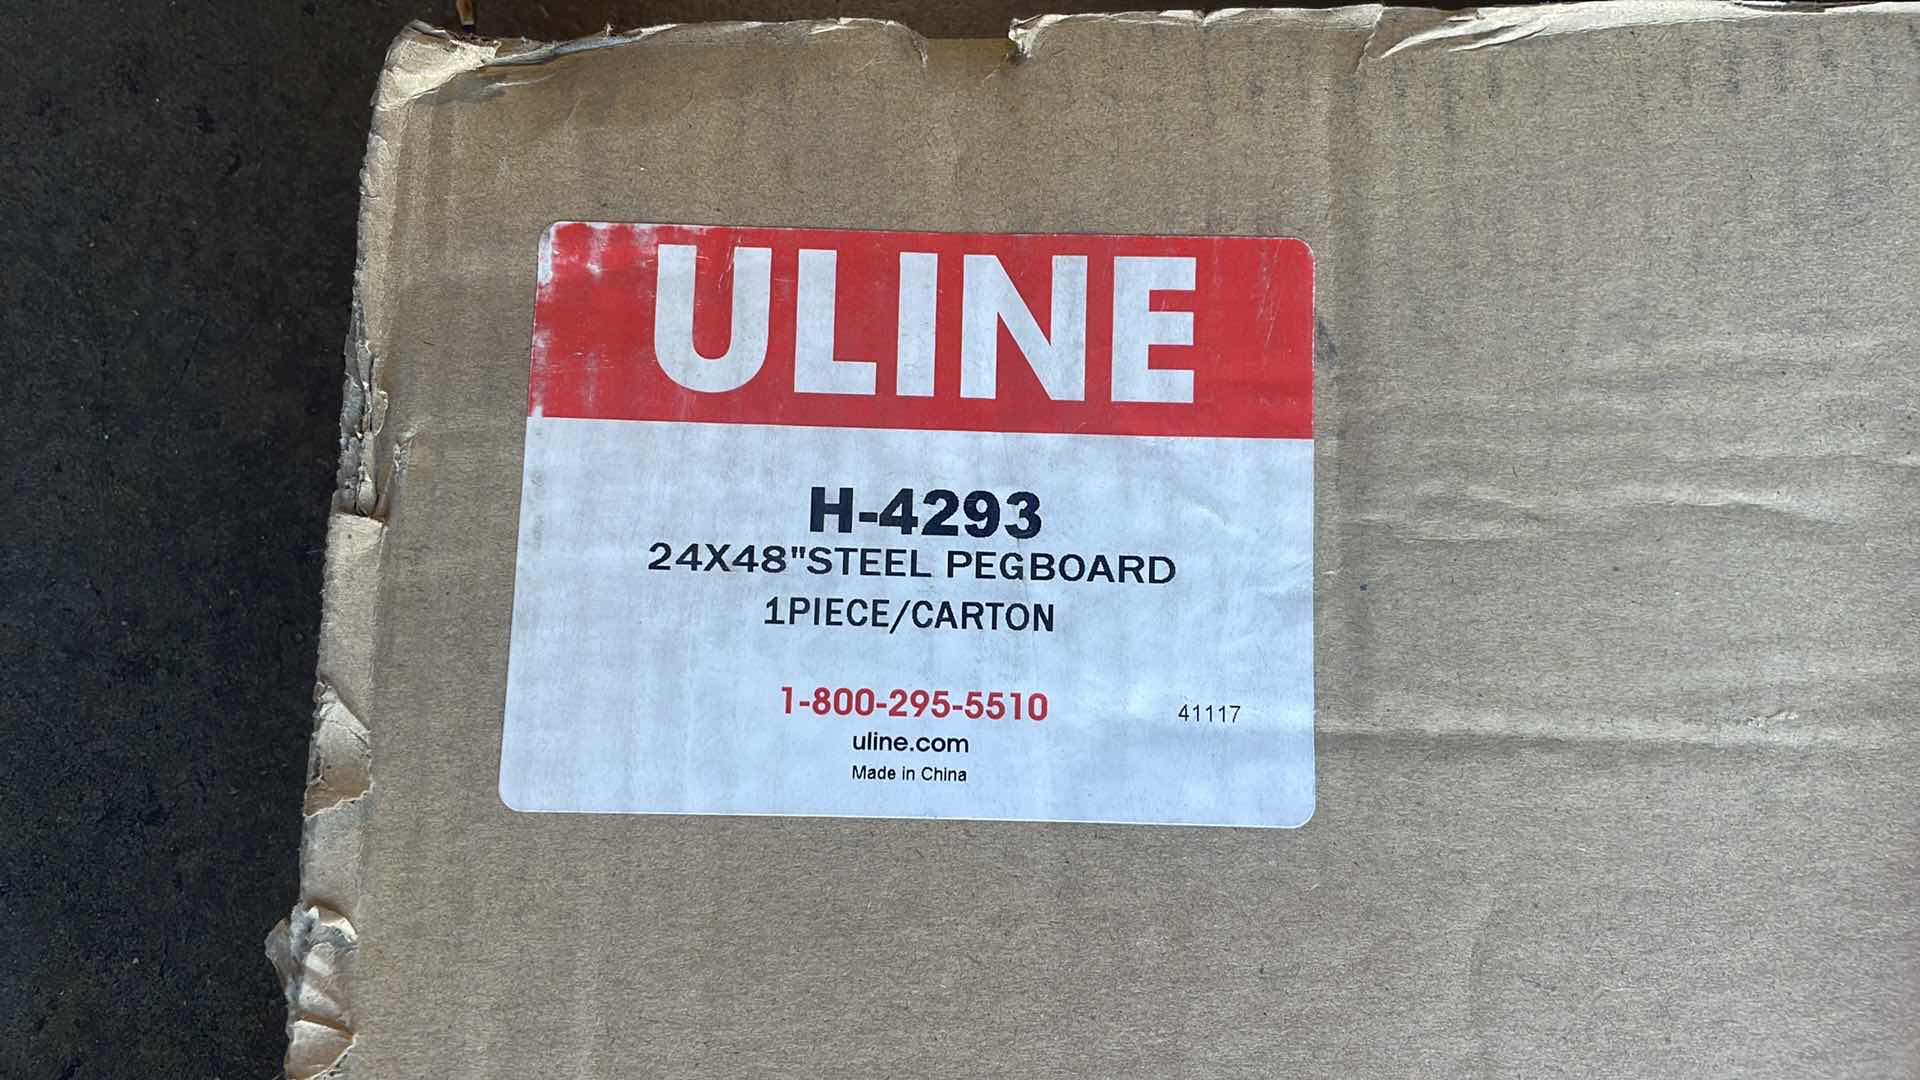 ULINE
H-4293
24X48"STEEL PEGBOARD
1PIECE/CARTON
1-800-295-5510
41117
uline.com
Made in China